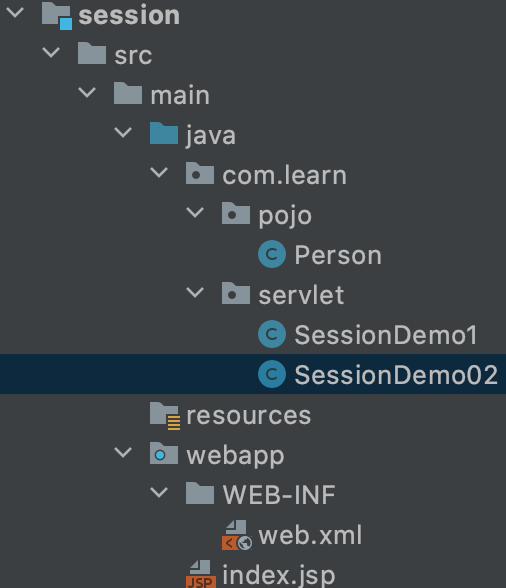 session
src
main
java
com.learn
pojo
C Person
servlet
C SessionDemo1
C SessionDemo02
resources
webapp
WEB-INF
web.xml
JSP index.jsp